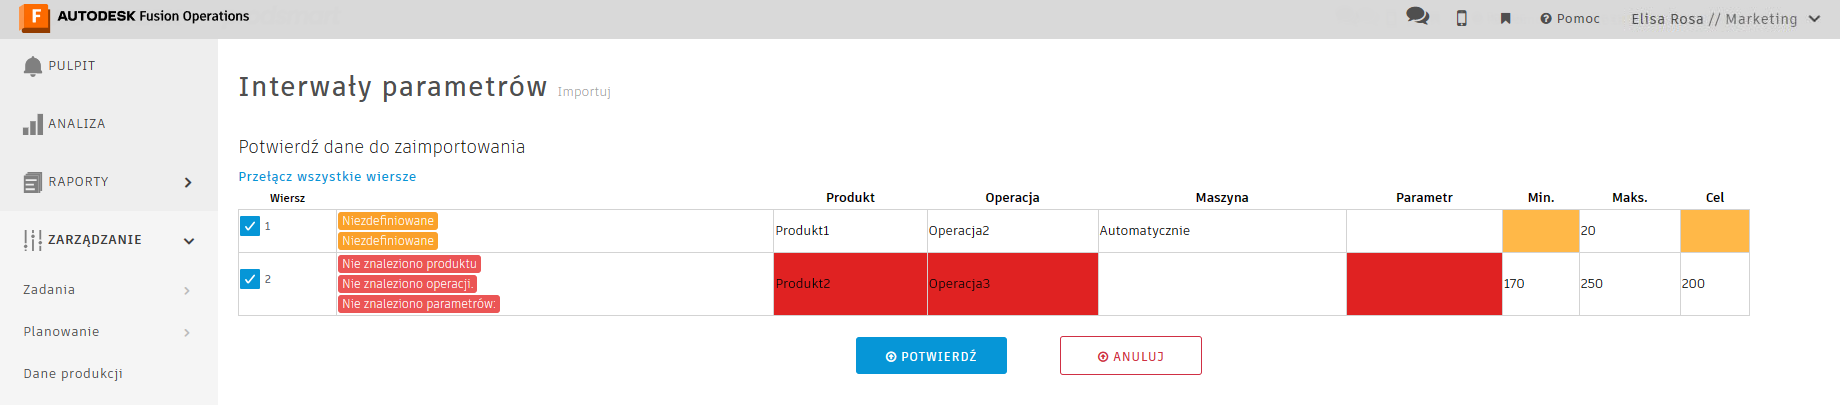 F AUTODESK Fusion Operations
Pomoc
Elisa Rosa // Marketing
PULPIT
ANALIZA
RAPORTY
ZARZĄDZANIE
Zadania
Planowanie
Dane produkcji
Interwały parametrów Importuj
Potwierdź dane do zaimportowania
Przełącz wszystkie wiersze
Wiersz Produkt Operacja Maszyna Parametr Min. Maks. Cel
1 Niezdefiniowane Produkt1 Operacja2 Automatycznie 20
Niezdefiniowane
2 Nie znaleziono produktu Produkt2 Operacja3 170 250 200
Nie znaleziono operacji.
Nie znaleziono parametrów:
POTWIERDŹ ANULUJ